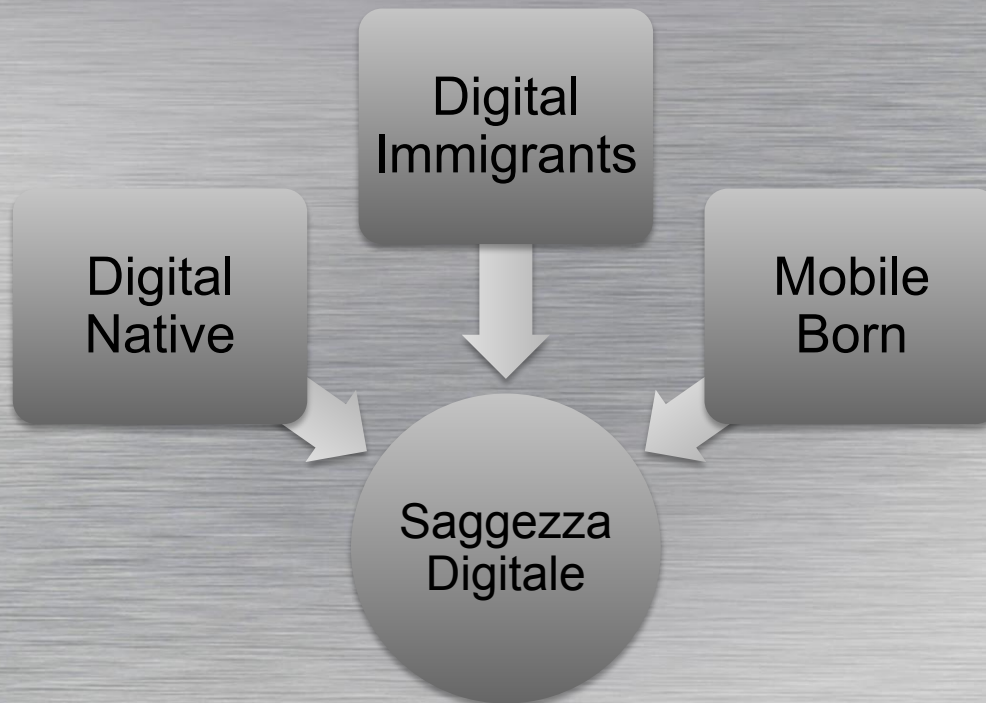 Digital
Immigrants
Digital
Native
Mobile
Born
Saggezza
Digitale